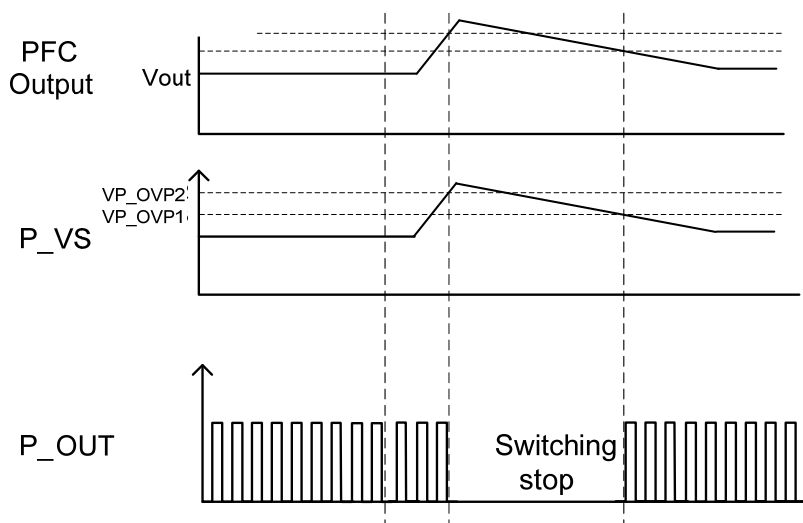 PFC
Output
Vout
VP_OVP2
VP_OVP1
P_VS
P_OUT
Switching
stop